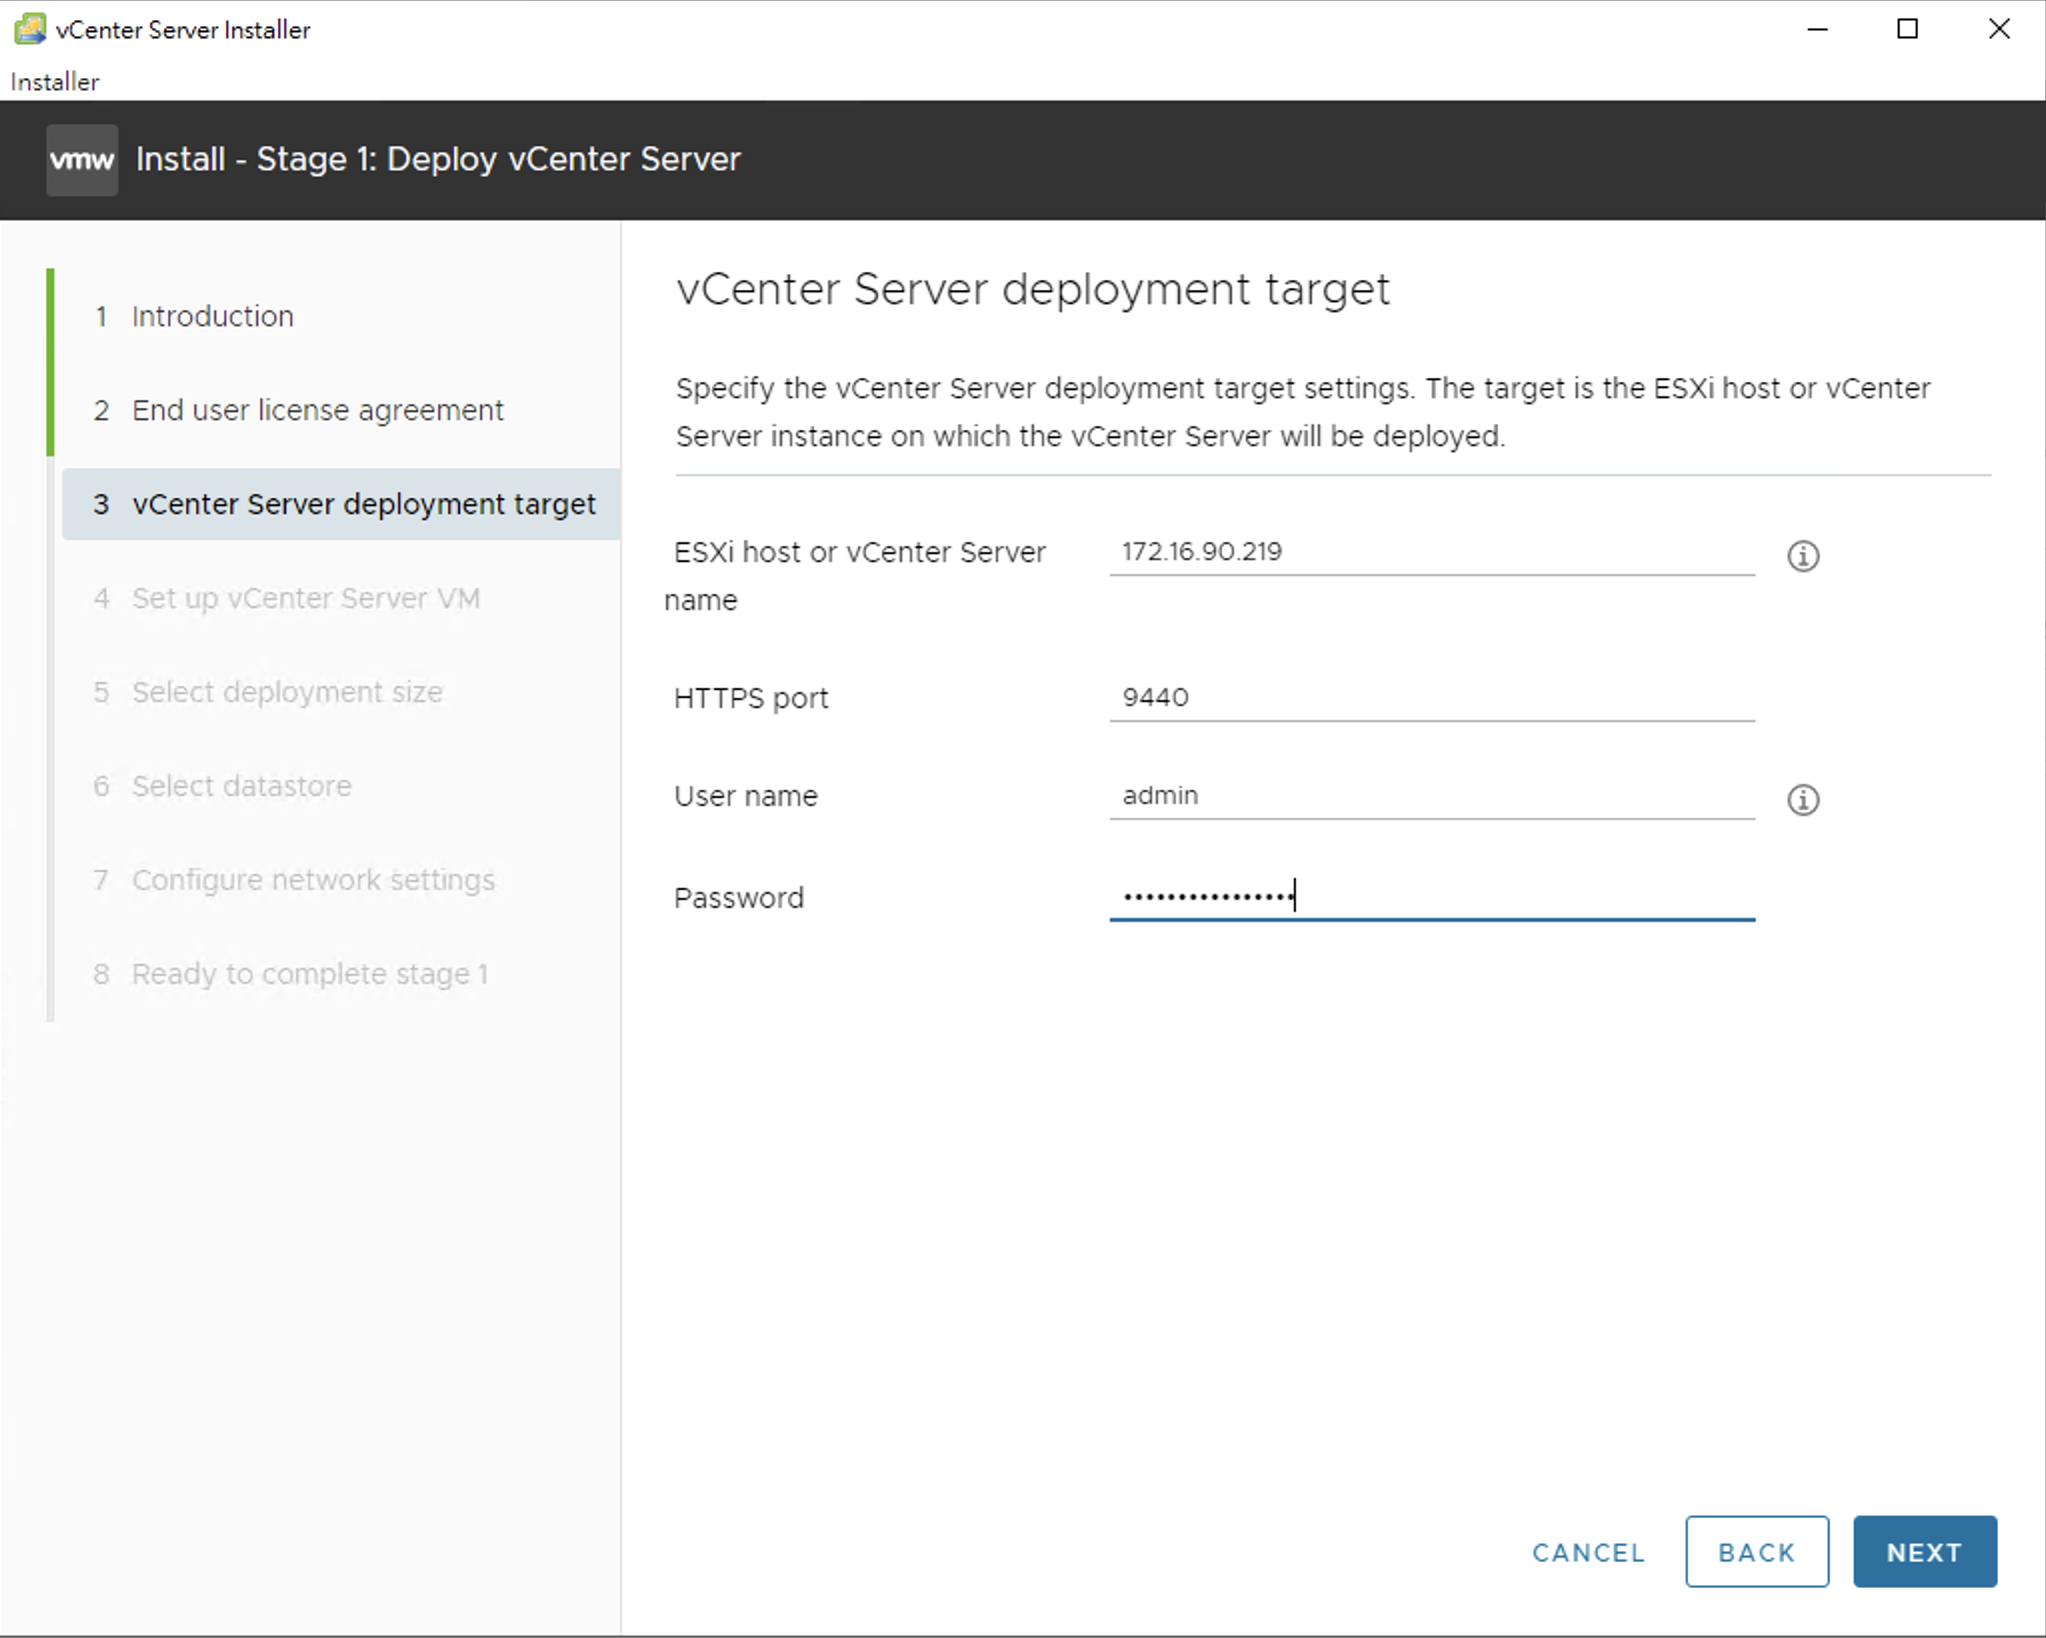 vCenter Server Installer
Installer
vmw Install - Stage 1: Deploy vCenter Server
1 Introduction
2 End user license agreement
3 vCenter Server deployment target
4 Set up vCenter Server VM
5 Select deployment size
6 Select datastore
7 Configure network settings
8 Ready to complete stage 1
vCenter Server deployment target
Specify the vCenter Server deployment target settings. The target is the ESXi host or vCenter
Server instance on which the vCenter Server will be deployed.
ESXi host or vCenter Server 172.16.90.219
name
HTTPS port 9440
User name admin
Password ••••••••••••••••
CANCEL BACK NEXT